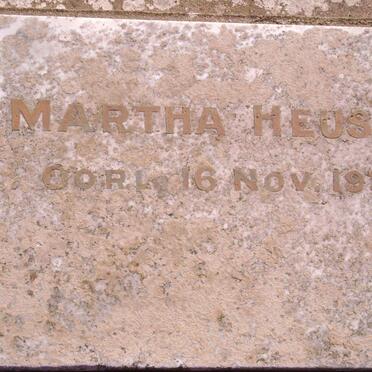 MARTHA HEUS
16 NOV. 19